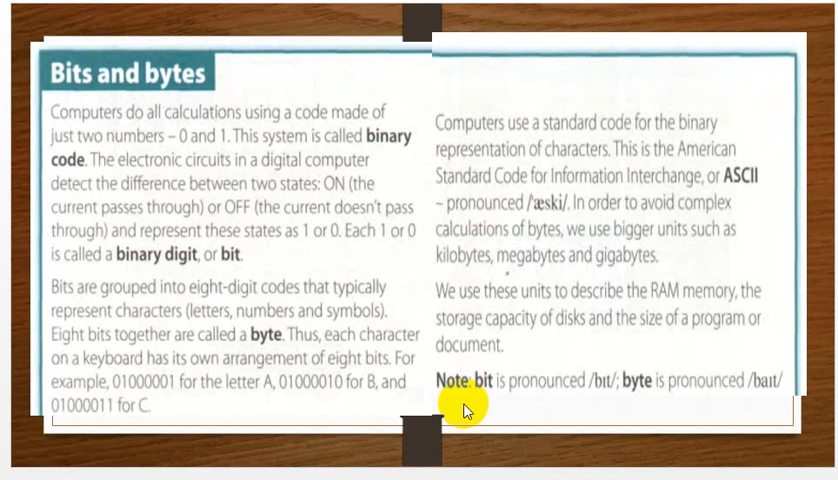 Bits and bytes
Computers do all calculations using a code made of
just two numbers – 0 and 1. This system is called binary
code. The electronic circuits in a digital computer
detect the difference between two states: ON (the
current passes through) or OFF (the current doesn't pass
through) and represent these states as 1 or 0. Each 1 or 0
is called a binary digit, or bit.
Bits are grouped into eight-digit codes that typically
represent characters (letters, numbers and symbols).
Eight bits together are called a byte. Thus, each character
on a keyboard has its own arrangement of eight bits. For
example, 01000001 for the letter A, 01000010 for B, and
01000011 for C.
Computers use a standard code for the binary
representation of characters. This is the American
Standard Code for Information Interchange, or ASCII
– pronounced /ˈæski/. In order to avoid complex
calculations of bytes, we use bigger units such as
kilobytes, megabytes and gigabytes.
We use these units to describe the RAM memory, the
storage capacity of disks and the size of a program or
document.
Note: bit is pronounced /bɪt/; byte is pronounced /baɪt/